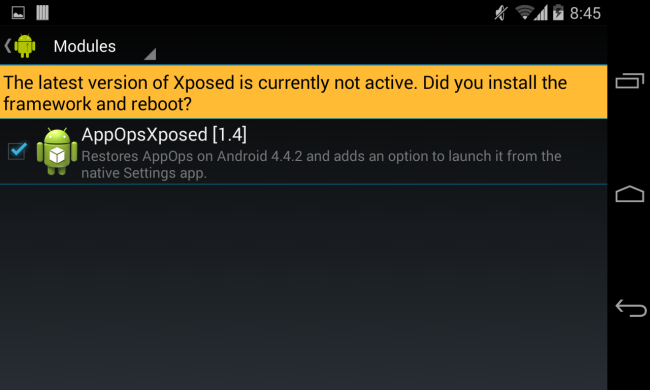 8:45
Modules
The latest version of Xposed is currently not active. Did you install the
framework and reboot?
AppOpsXposed [1.4]
Restores AppOps on Android 4.4.2 and adds an option to launch it from the
native Settings app.